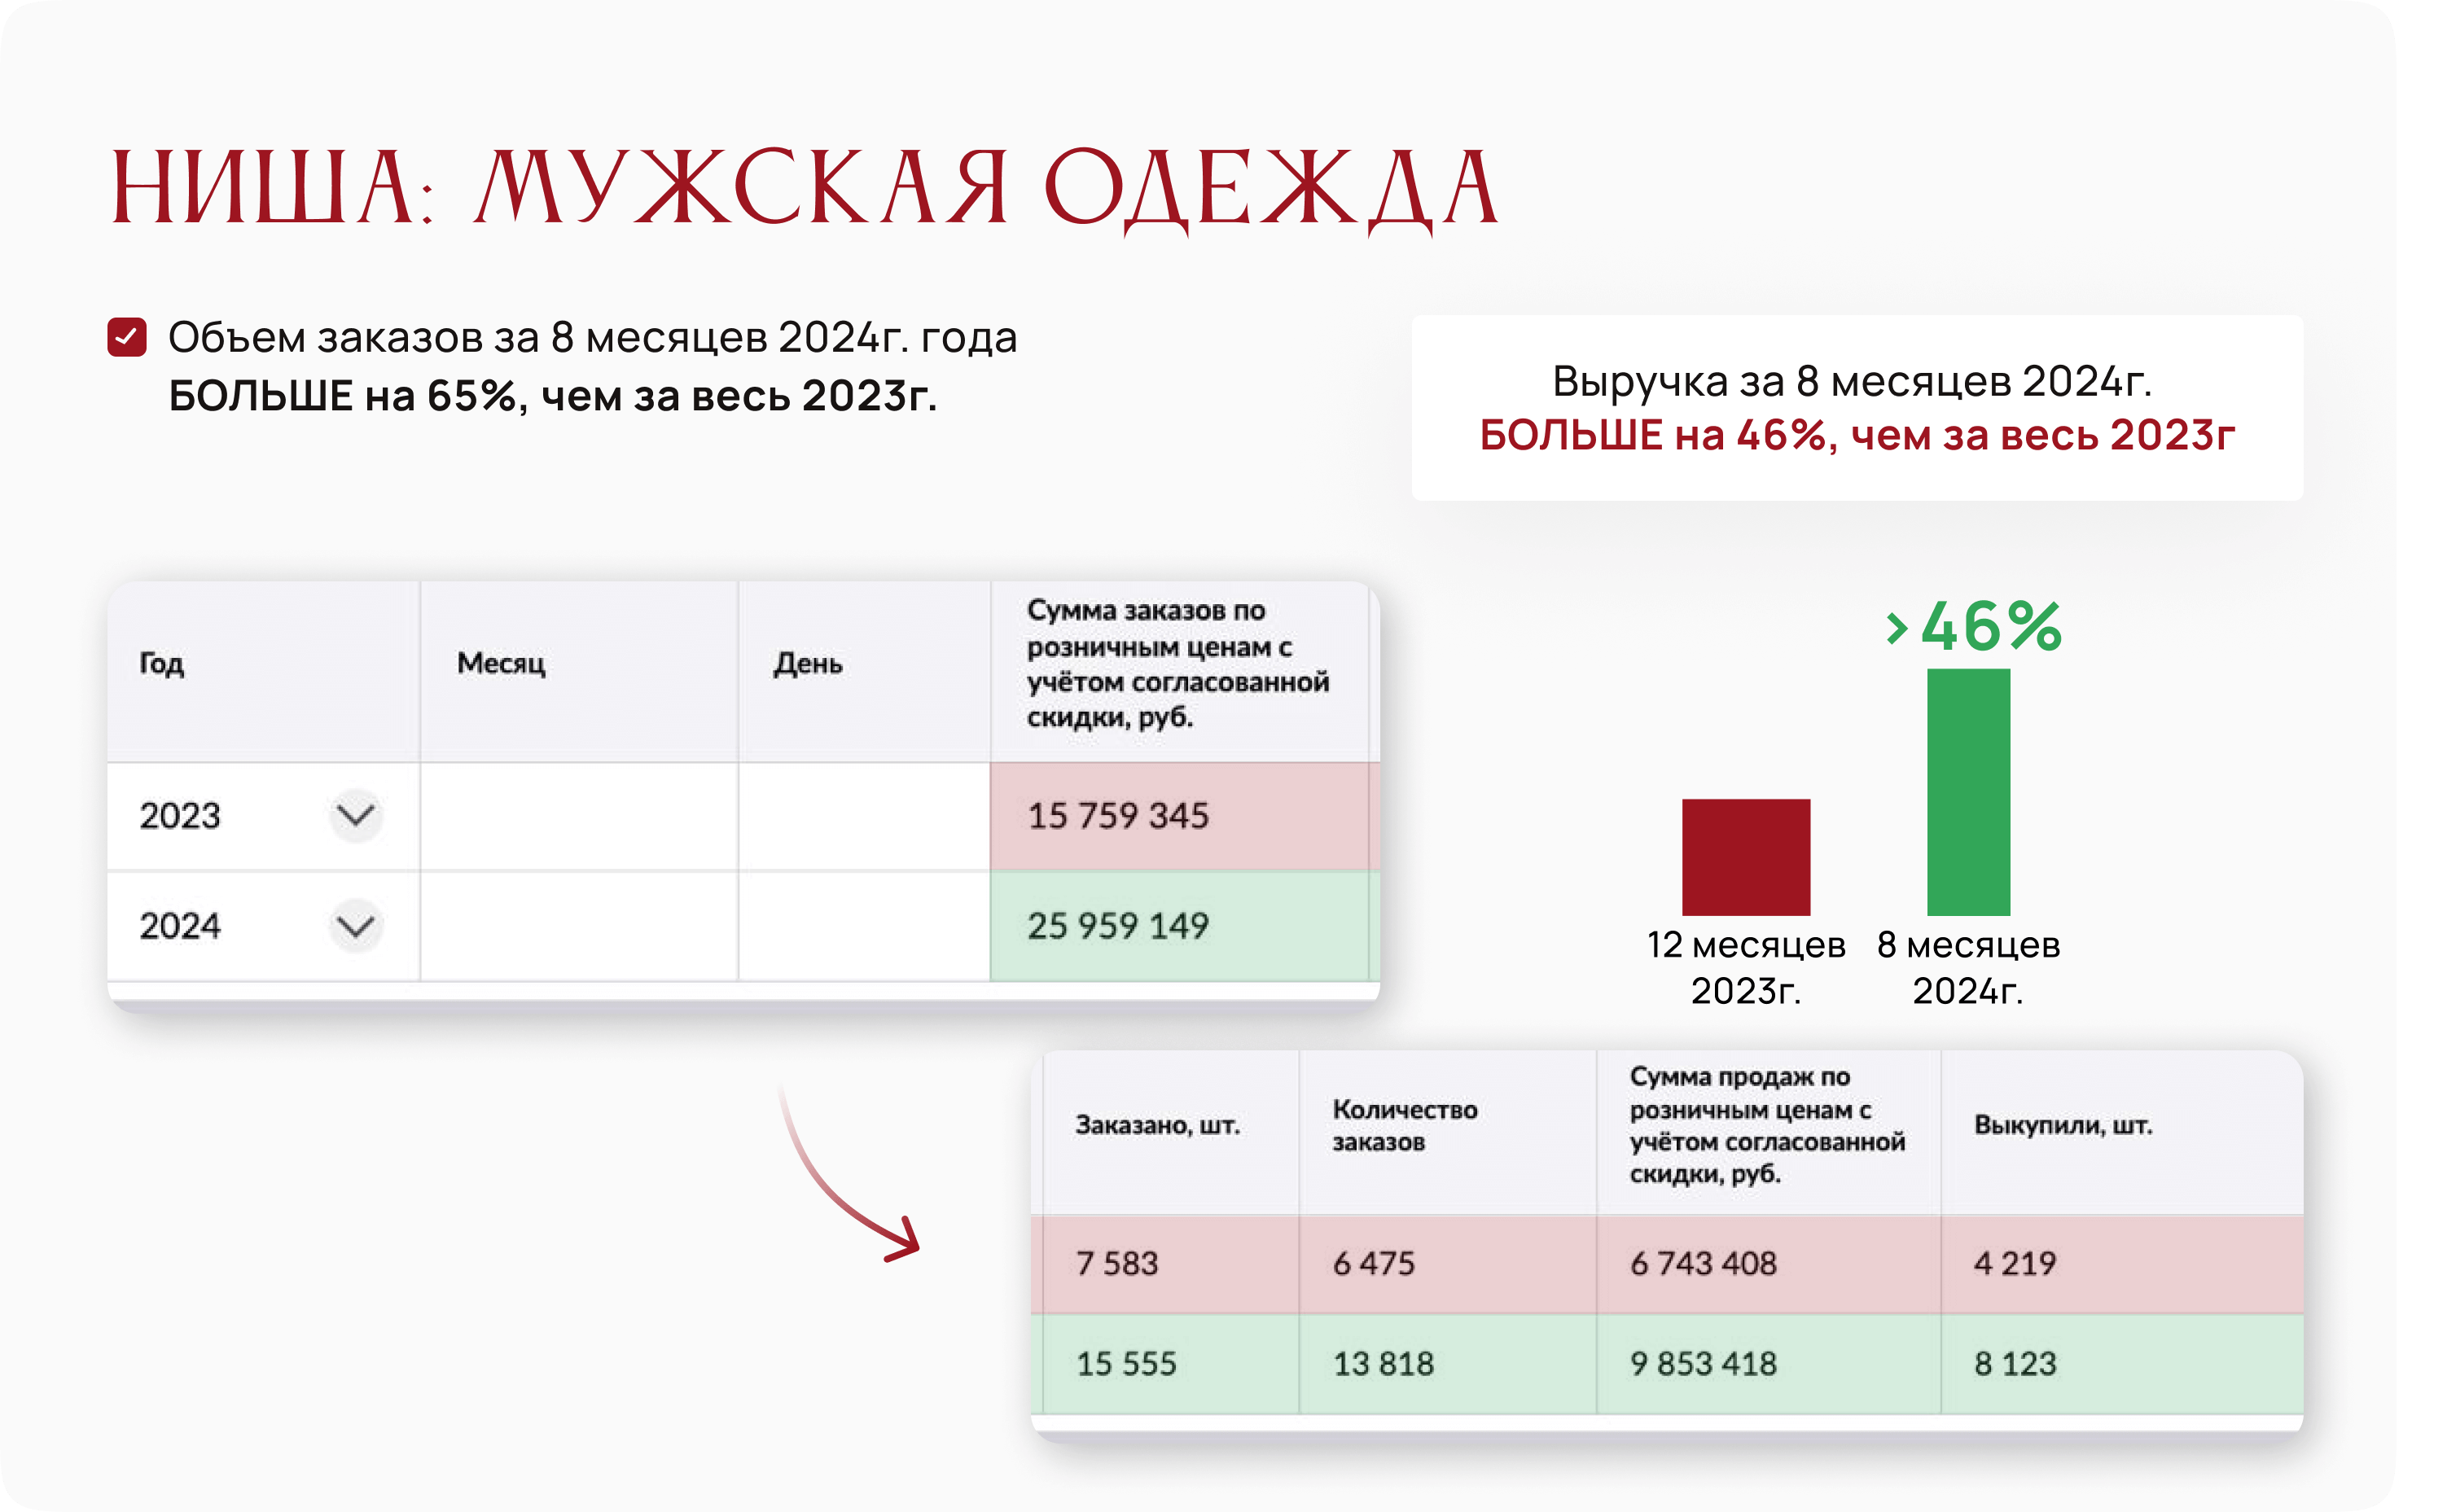 НИША: МУЖСКАЯ ОДЕЖДА
Объем заказов за 8 месяцев 2024г. года
БОЛЬШЕ на 65%, чем за весь 2023г.
Выручка за 8 месяцев 2024г.
БОЛЬШЕ на 46%, чем за весь 2023г
Год
Месяц
День
Сумма заказов по
розничным ценам с
учётом согласованной
скидки, руб.
2023
15 759 345
2024
25 959 149
>46%
12 месяцев
2023г.
8 месяцев
2024г.
Заказано, шт.
Количество
заказов
Сумма продаж по
розничным ценам с
учётом согласованной
скидки, руб.
Выкупили, шт.
7 583
6 475
6 743 408
4 219
15 555
13 818
9 853 418
8 123